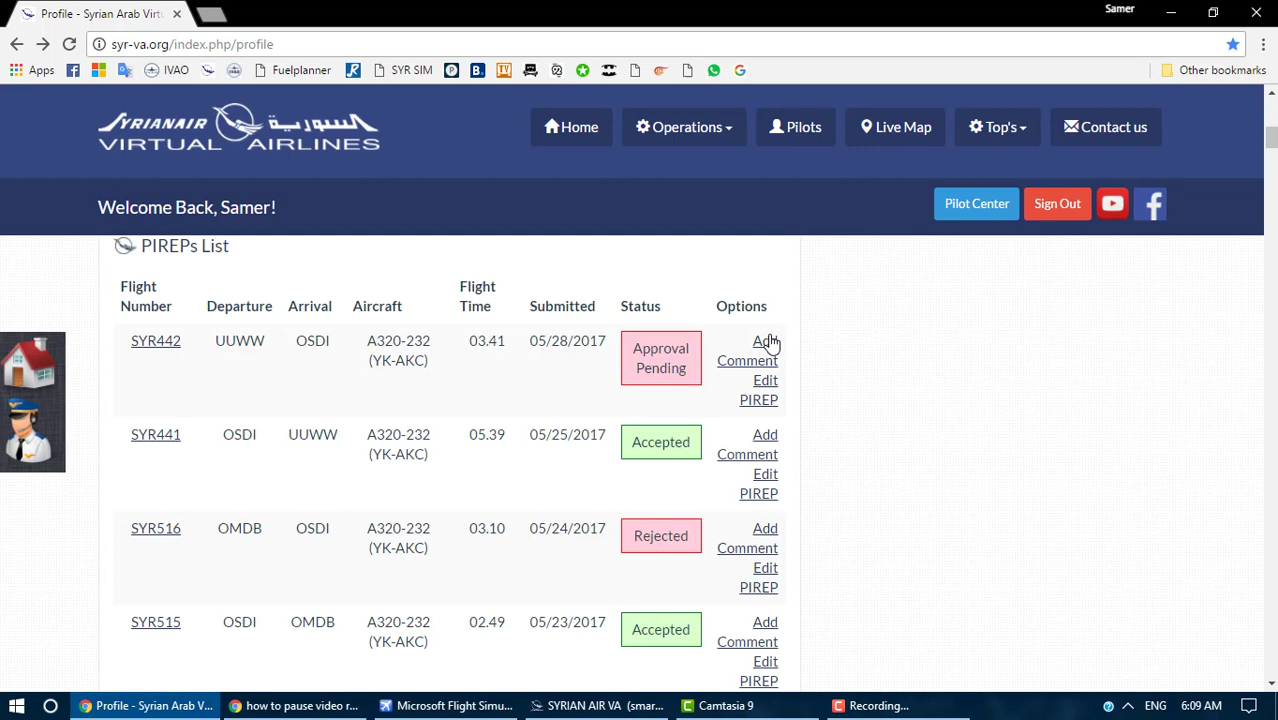 Profile - Syrian Arab Virtu
Samer
syr-va.org/index.php/profile
Apps
IVAO
Fuelplanner
SYR SIM
Other bookmarks
SYRIANAIR السورية
VIRTUAL AIRLINES
Home
Operations
Pilots
Live Map
Top's
Contact us
Welcome Back, Samer!
Pilot Center
Sign Out
PIREPs List
Flight Number Departure Arrival Aircraft Flight Time Submitted Status Options
SYR442 UUWW OSDI A320-232 (YK-AKC) 03.41 05/28/2017 Approval Pending Add Comment Edit PIREP
SYR441 OSDI UUWW A320-232 (YK-AKC) 05.39 05/25/2017 Accepted Add Comment Edit PIREP
SYR516 OMDB OSDI A320-232 (YK-AKC) 03.10 05/24/2017 Rejected Add Comment Edit PIREP
SYR515 OSDI OMDB A320-232 (YK-AKC) 02.49 05/23/2017 Accepted Add Comment Edit PIREP
Profile - Syrian Arab V...
how to pause video r...
Microsoft Flight Simu...
SYRIAN AIR VA (smar...
Camtasia 9
Recording...
ENG
6:09 AM